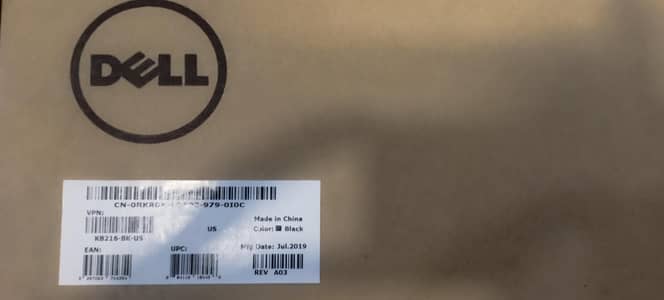 DELL
VPN:
Made in China
US
Color: Black
KB216-BK-US
Mfg Date: Jul.2019
EAN:
UPC:
REV A03